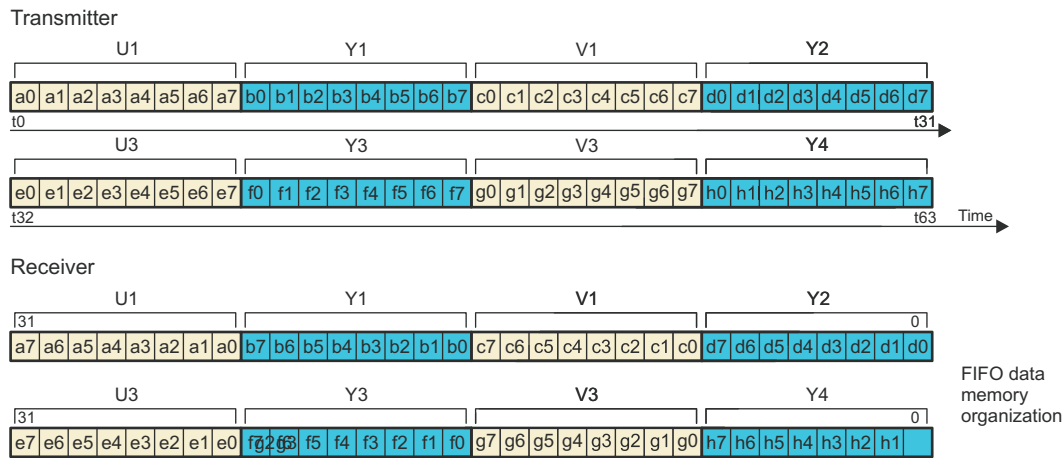 Transmitter
U1 Y1 V1 Y2
a0 a1 a2 a3 a4 a5 a6 a7 b0 b1 b2 b3 b4 b5 b6 b7 c0 c1 c2 c3 c4 c5 c6 c7 d0 d1 d2 d3 d4 d5 d6 d7
t0 t31
U3 Y3 V3 Y4
e0 e1 e2 e3 e4 e5 e6 e7 f0 f1 f2 f3 f4 f5 f6 f7 g0 g1 g2 g3 g4 g5 g6 g7 h0 h1 h2 h3 h4 h5 h6 h7
t32 t63 Time
Receiver
U1 Y1 V1 Y2
31 0
a7 a6 a5 a4 a3 a2 a1 a0 b7 b6 b5 b4 b3 b2 b1 b0 c7 c6 c5 c4 c3 c2 c1 c0 d7 d6 d5 d4 d3 d2 d1 d0
U3 Y3 V3 Y4
31 0
e7 e6 e5 e4 e3 e2 e1 e0 f5 f4 f3 f2 f1 f0 g7 g6 g5 g4 g3 g2 g1 g0 h7 h6 h5 h4 h3 h2 h1
FIFO data
memory
organization